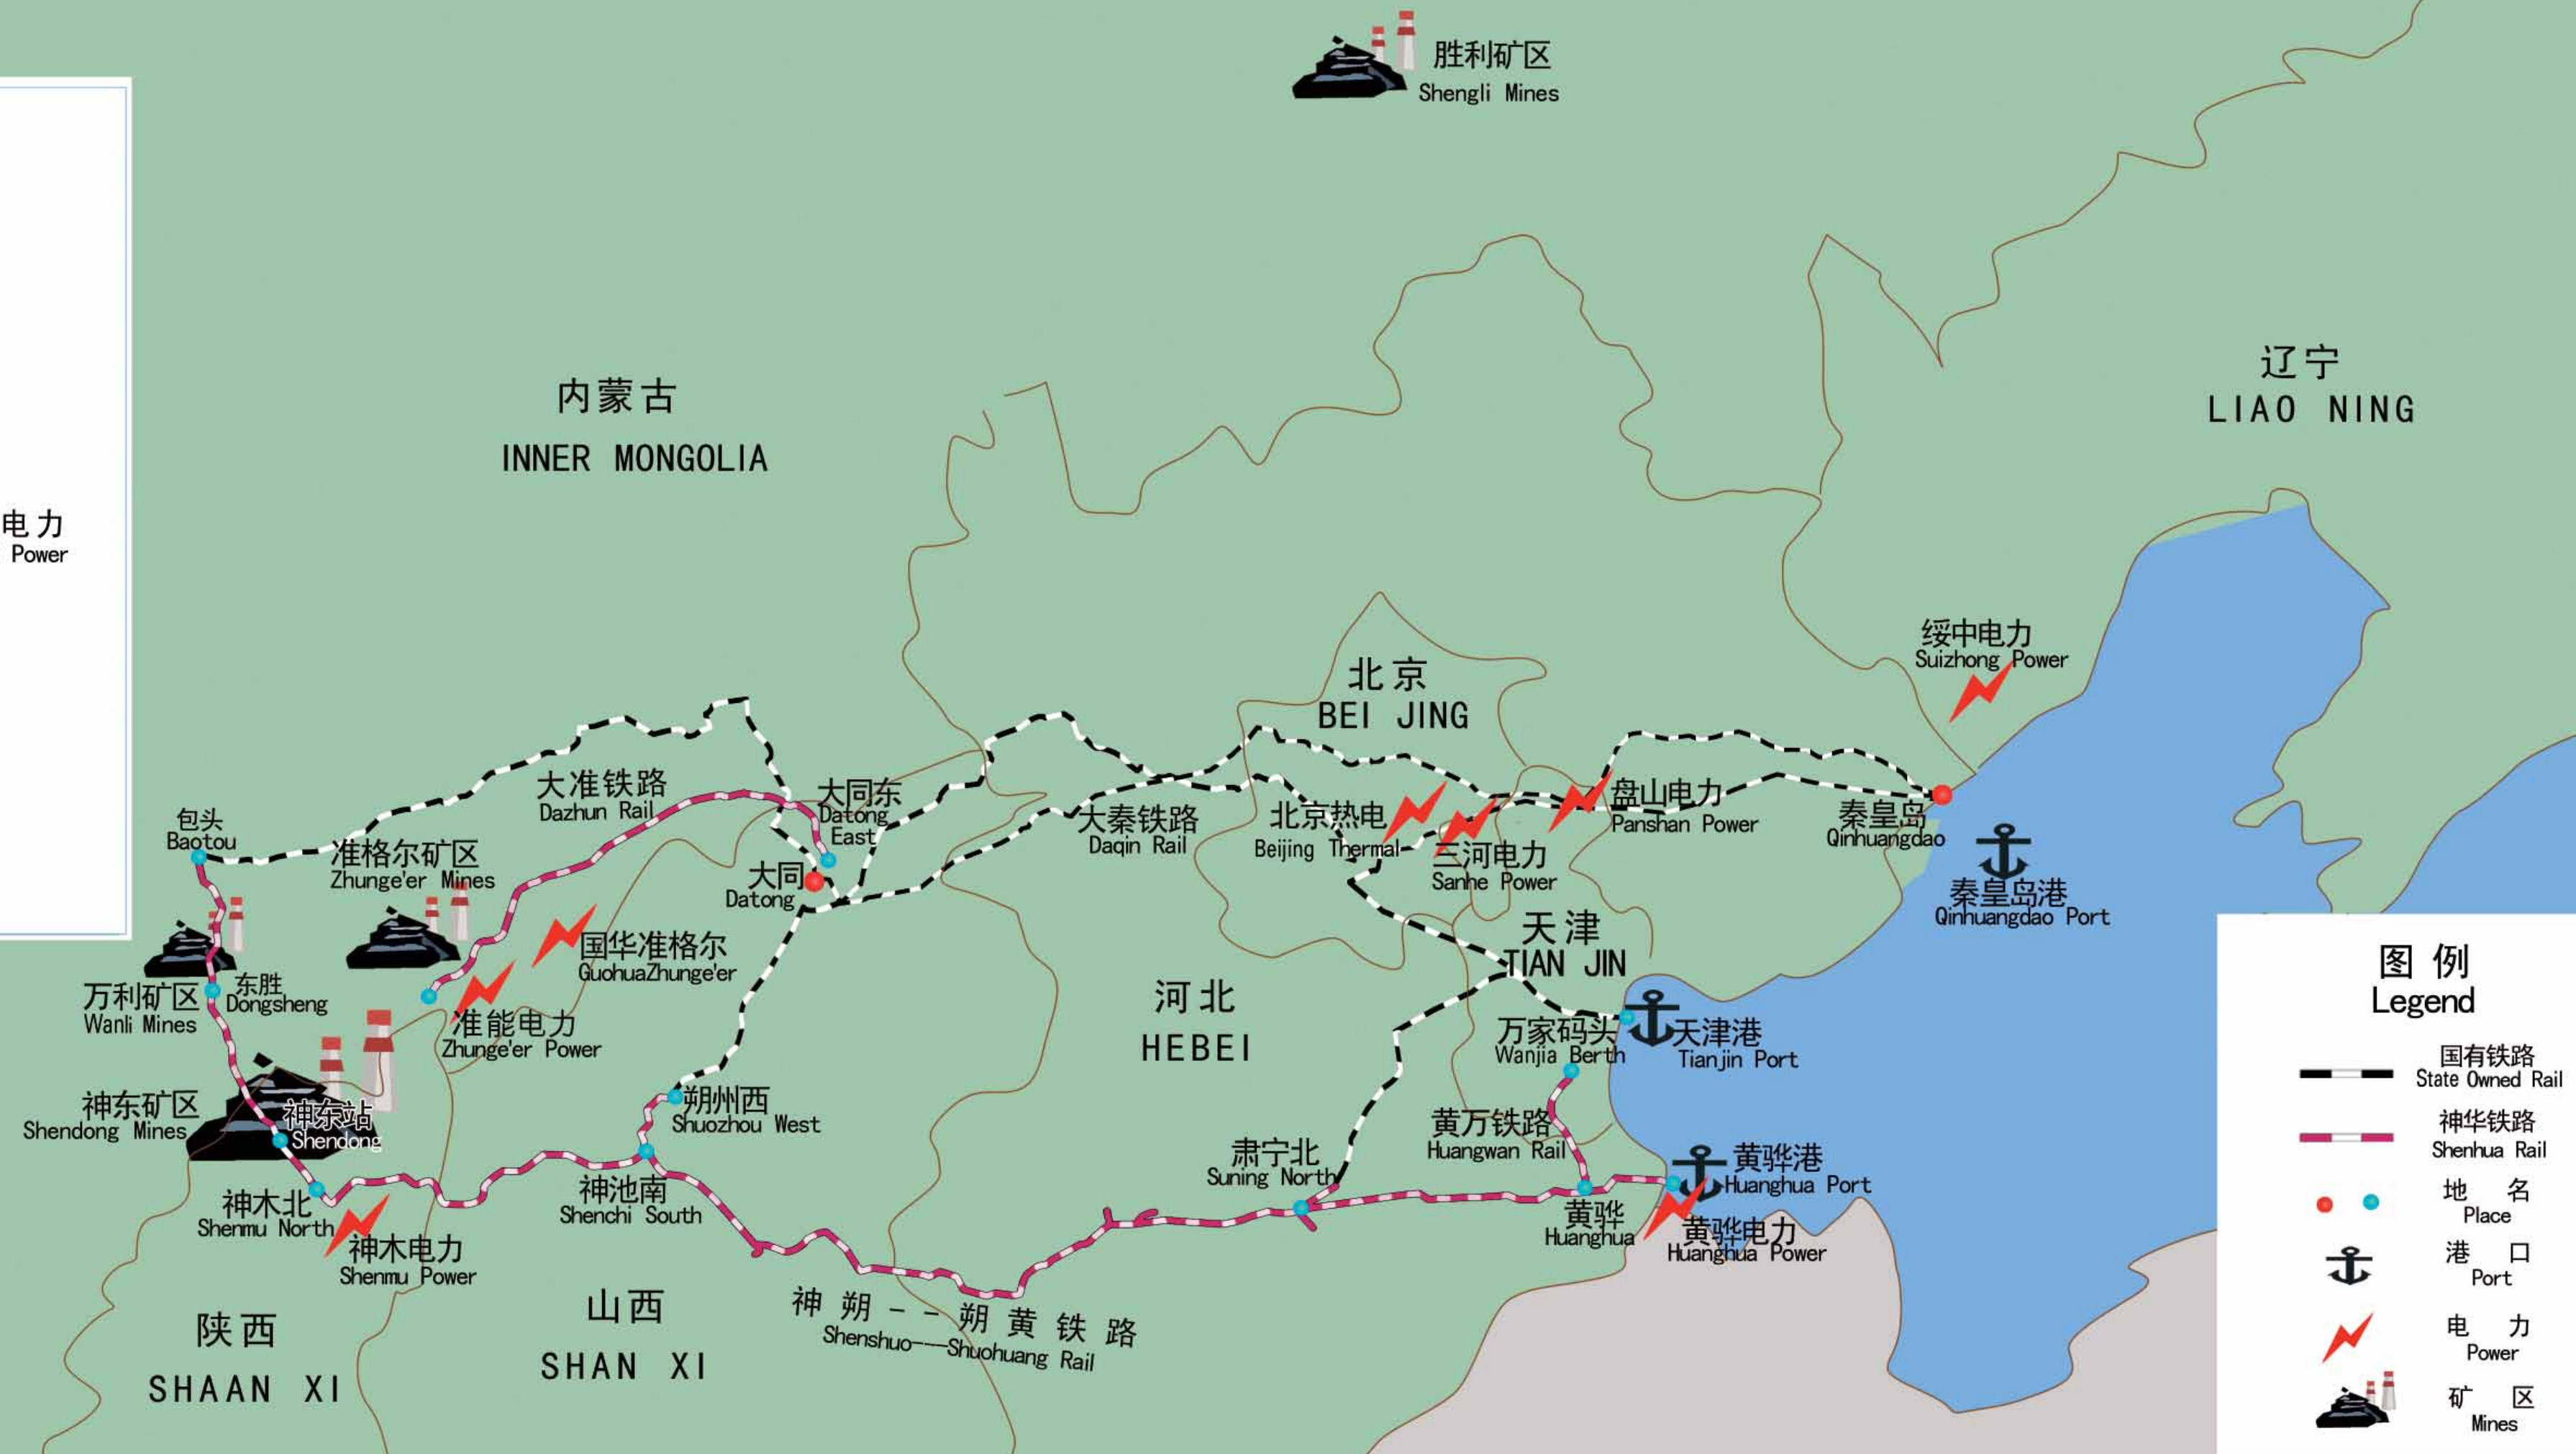 胜利矿区
Shengli Mines
内蒙古
INNER MONGOLIA
辽宁
LIAO NING
电力
Power
绥中电力
Suizhong Power
北京
BEI JING
大准铁路
Dazhun Rail
大同东
Datong
East
包头
Baotou
准格尔矿区
Zhunge'er Mines
大同
Datong
大秦铁路
Daqin Rail
北京热电
Beijing Thermal
三河电力
Sanhe Power
盘山电力
Panshan Power
秦皇岛
Qinhuangdao
秦皇岛港
Qinhuangdao Port
国华准格尔
GuohuaZhunge'er
天津
TIAN JIN
万利矿区
Wanli Mines
东胜
Dongsheng
准能电力
Zhunge'er Power
河北
HEBEI
万家码头
Wanjia Berth
天津港
Tianjin Port
神东矿区
Shendong Mines
神东站
Shendong
朔州西
Shuozhou West
黄万铁路
Huangwan Rail
肃宁北
Suning North
黄骅港
Huanghua Port
神木北
Shenmu North
神池南
Shenchi South
黄骅
Huanghua
黄骅电力
Huanghua Power
神木电力
Shenmu Power
陕西
SHAAN XI
山西
SHAN XI
神朔--朔黄铁路
Shenshuo---Shuohuang Rail
图例
Legend
国有铁路
State Owned Rail
神华铁路
Shenhua Rail
地名
Place
港口
Port
电力
Power
矿区
Mines